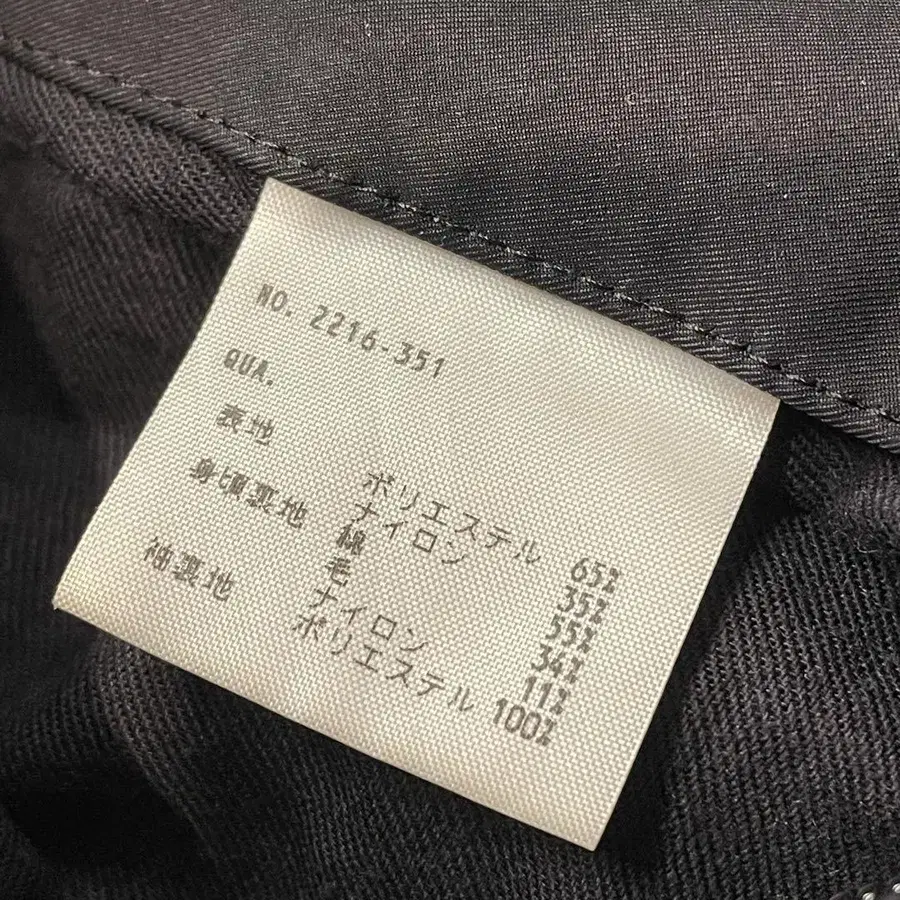 NO. 2216-351
QUA.
表地 ポリエステル 65%
ナイロン 35%
身頃裏地 綿 55%
毛 34%
ナイロン 11%
袖裏地 ポリエステル 100%